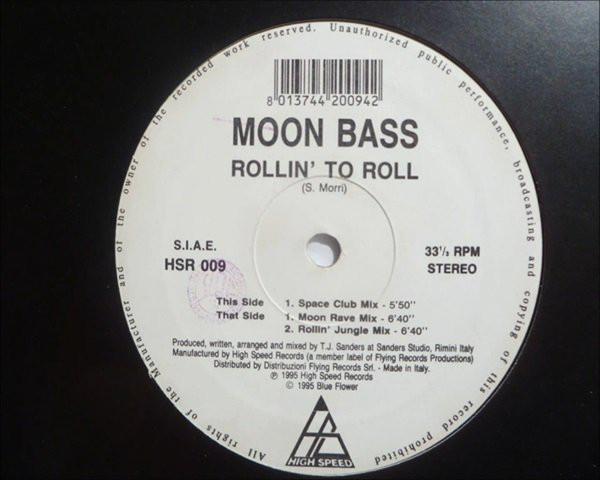 All rights of the Manufacturer and of the owner of the recorded work reserved. Unauthorized public performance, broadcasting and copying of this record prohibited
8 013744 200942
MOON BASS
ROLLIN' TO ROLL
(S. Morri)
S.I.A.E.
HSR 009
33⅓ RPM
STEREO
This Side 1. Space Club Mix - 5'50"
That Side 1. Moon Rave Mix - 6'40"
2. Rollin' Jungle Mix - 6'40"
Produced, written, arranged and mixed by T.J. Sanders at Sanders Studio, Rimini Italy
Manufactured by High Speed Records (a member label of Flying Records Productions)
Distributed by Distribuzioni Flying Records Srl. - Made in Italy.
℗ 1995 High Speed Records
© 1995 Blue Flower
HIGH SPEED